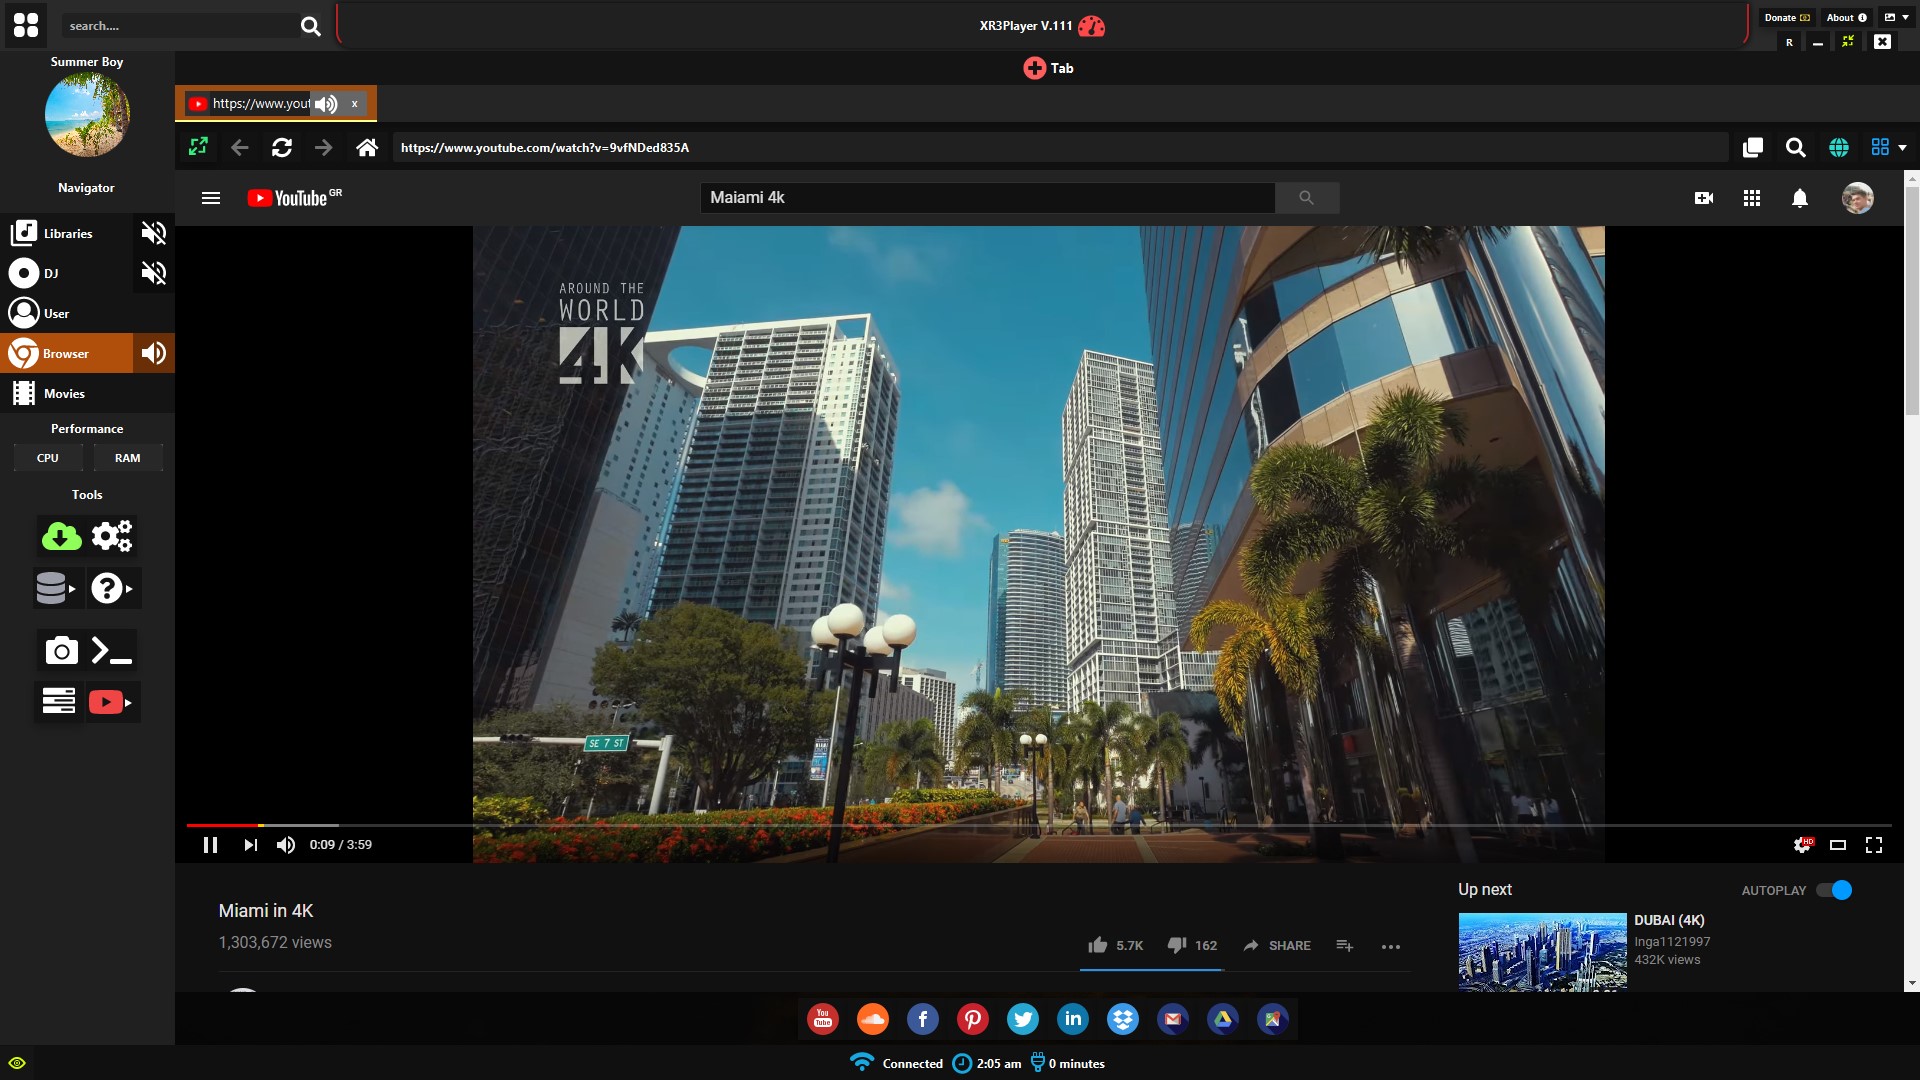 search....
XR3Player V.111
Donate
About
R
Summer Boy
Tab
https://www.yout
x
https://www.youtube.com/watch?v=9vfNDed835A
Navigator
YouTube GR
Maiami 4k
Libraries
DJ
User
Browser
Movies
Performance
CPU
RAM
Tools
AROUND THE
WORLD
4K
SE 7 ST
0:09 / 3:59
HD
Miami in 4K
1,303,672 views
5.7K
162
SHARE
Up next
AUTOPLAY
DUBAI (4K)
Inga1121997
432K views
You
Tube
Connected
2:05 am
0 minutes